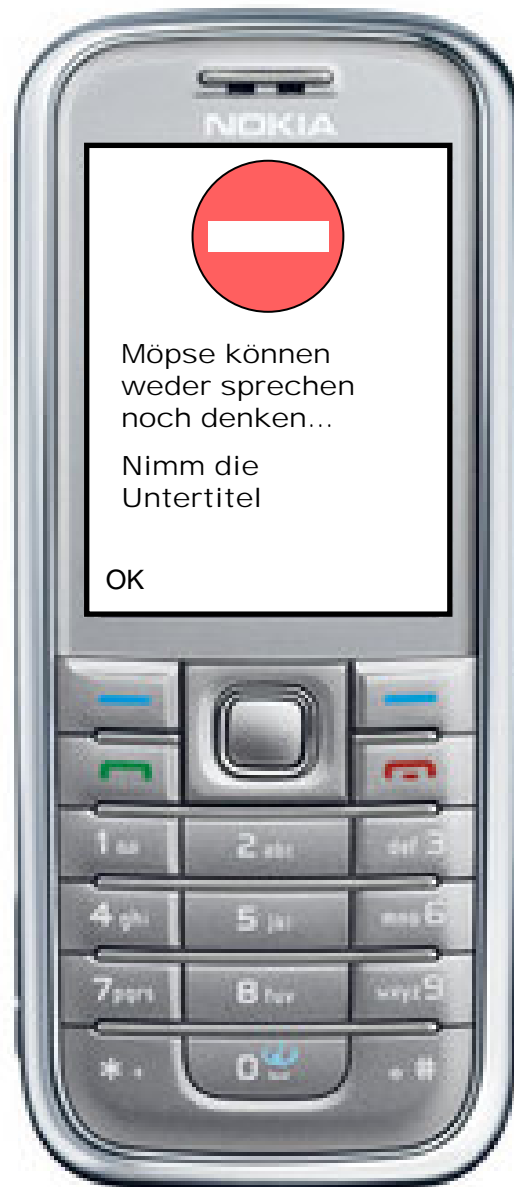 NOKIA
Möpse können
weder sprechen
noch denken...
Nimm die
Untertitel
OK
1
2 abc
def 3
4 ghi
5 jkl
mno 6
7 pqrs
8 tuv
wxyz 9
* +
0
#